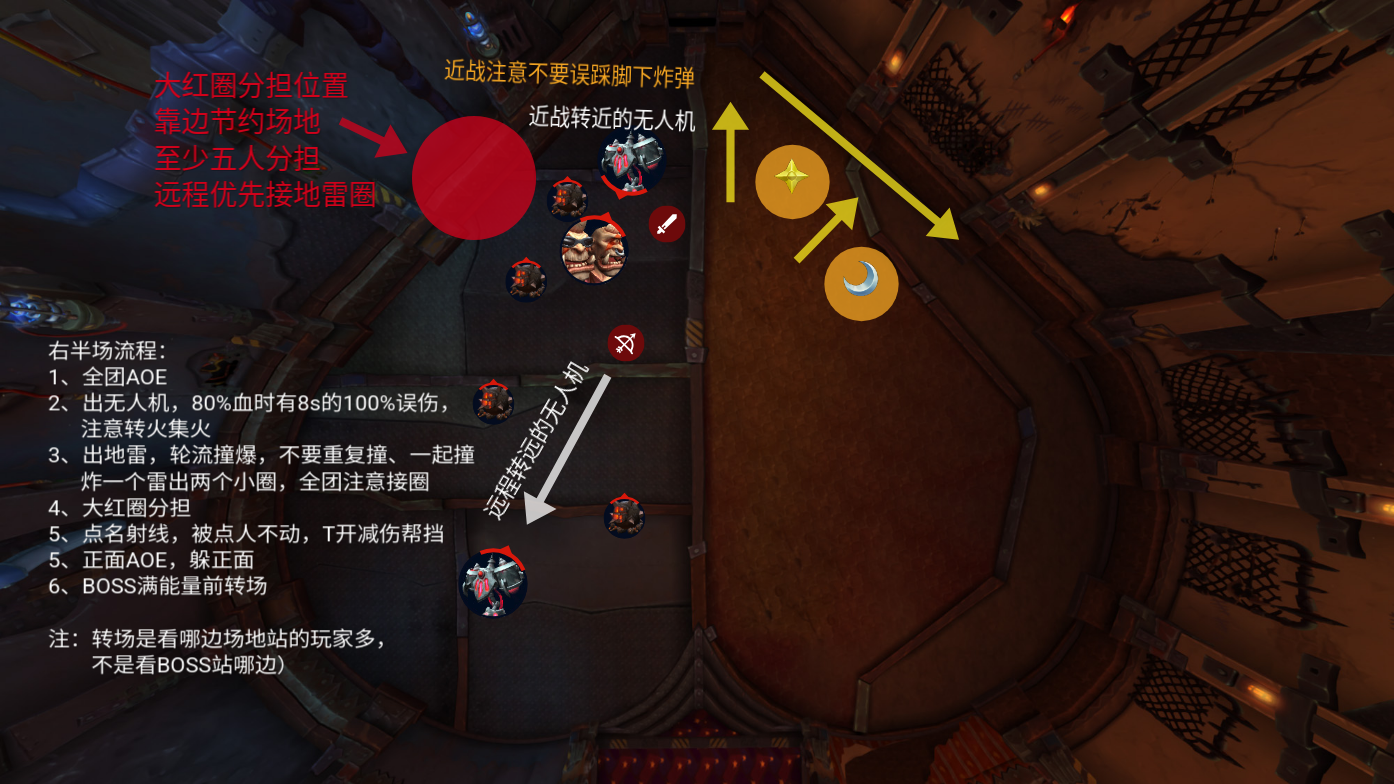 近战注意不要误踩脚下炸弹
大红圈分担位置
靠边节约场地
至少五人分担
远程优先接地雷圈
近战转近的无人机
远程转远的无人机
右半场流程：
1、全团AOE
2、出无人机，80%血时有8s的100%误伤，
注意转火集火
3、出地雷，轮流撞爆，不要重复撞、一起撞
炸一个雷出两个小圈，全团注意接圈
4、大红圈分担
5、点名射线，被点人不动，T开减伤帮挡
5、正面AOE，躲正面
6、BOSS满能量前转场
注：转场是看哪边场地站的玩家多，
不是看BOSS站哪边）